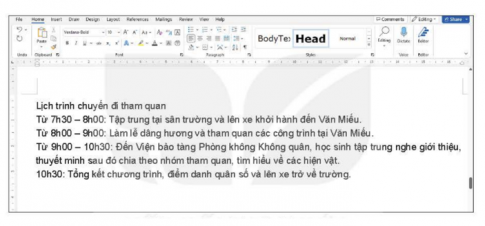 File Home Insert Draw Design Layout References Mailings Review View Help Comments Editing Share
Verdana Bold
BodyTe: Head Normal
Paste Editing Dictate Editor
Undo Clipboard Font Paragraph Styles Voice Editor
Lịch trình chuyến đi tham quan
Từ 7h30 – 8h00: Tập trung tại sân trường và lên xe khởi hành đến Văn Miếu.
Từ 8h00 – 9h00: Làm lễ dâng hương và tham quan các công trình tại Văn Miếu.
Từ 9h00 – 10h30: Đến Viện bảo tàng Phòng không Không quân, học sinh tập trung nghe giới thiệu,
thuyết minh sau đó chia theo nhóm tham quan, tìm hiểu về các hiện vật.
10h30: Tổng kết chương trình, điểm danh quân số và lên xe trở về trường.